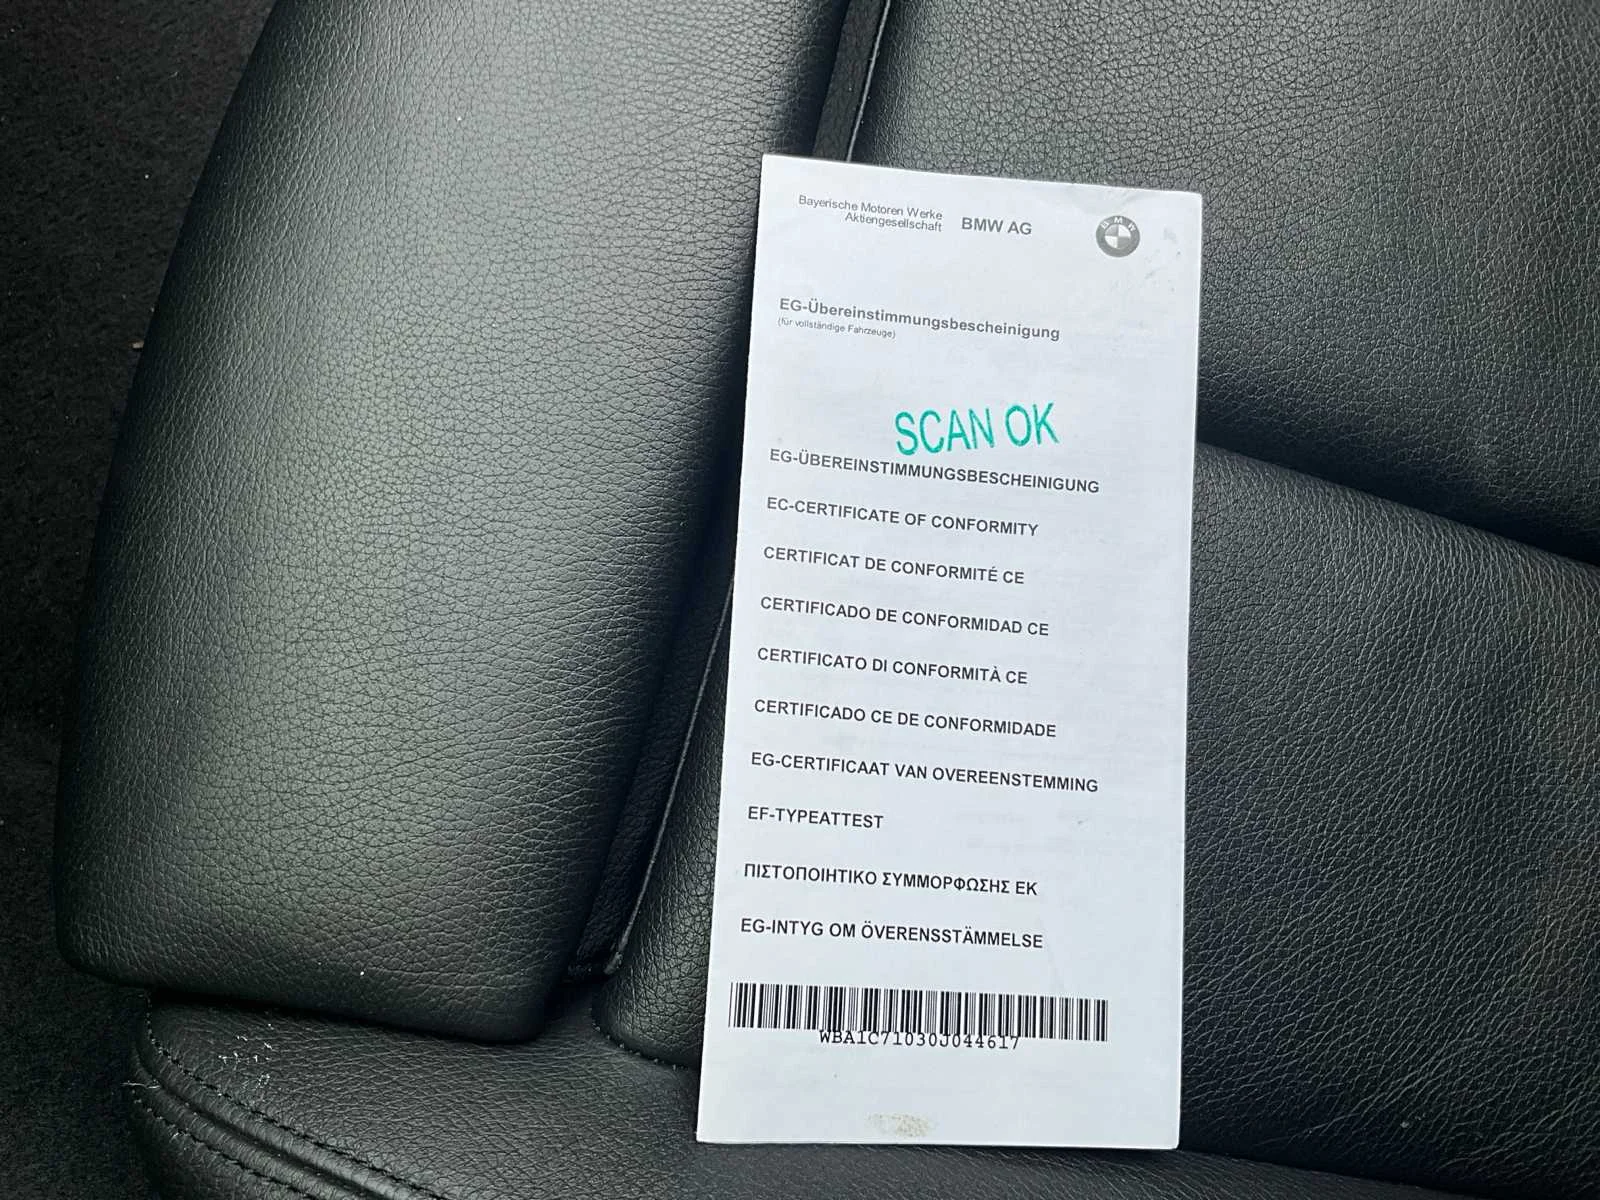 Bayerische Motoren Werke
Aktiengesellschaft
BMW AG
BMW
EG-Übereinstimmungsbescheinigung
(für vollständige Fahrzeuge)
SCAN OK
EG-ÜBEREINSTIMMUNGSBESCHEINIGUNG
EC-CERTIFICATE OF CONFORMITY
CERTIFICAT DE CONFORMITÉ CE
CERTIFICADO DE CONFORMIDAD CE
CERTIFICATO DI CONFORMITÀ CE
CERTIFICADO CE DE CONFORMIDADE
EG-CERTIFICAAT VAN OVEREENSTEMMING
EF-TYPEATTEST
ΠΙΣΤΟΠΟΙΗΤΙΚΟ ΣΥΜΜΟΡΦΩΣΗΣ ΕΚ
EG-INTYG OM ÖVERENSSTÄMMELSE
WBA1C71030J044617